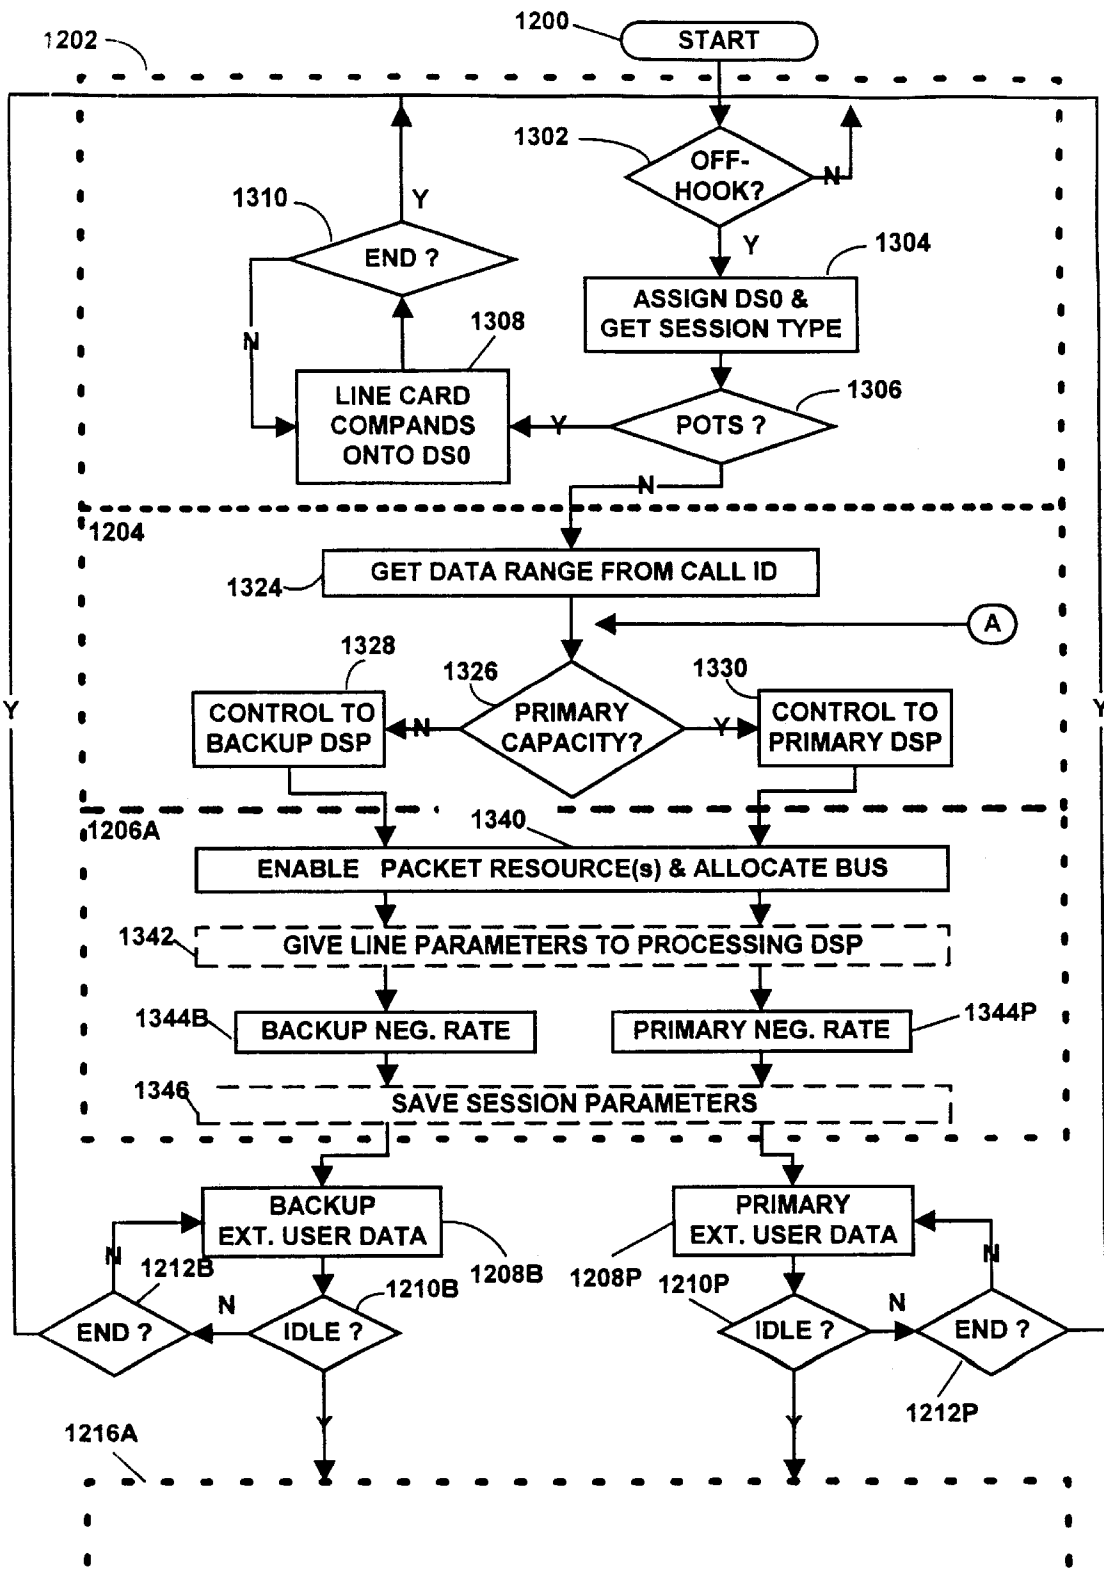 1200
START
1202
1302
OFF-
HOOK?
N
Y
1310
END ?
Y
N
1304
ASSIGN DS0 &
GET SESSION TYPE
1308
LINE CARD
COMPANDS
ONTO DS0
1306
POTS ?
Y
N
1204
GET DATA RANGE FROM CALL ID
1324
A
1328
CONTROL TO
BACKUP DSP
N
1326
PRIMARY
CAPACITY?
Y
1330
CONTROL TO
PRIMARY DSP
Y
Y
1206A
1340
ENABLE PACKET RESOURCE(s) & ALLOCATE BUS
1342
GIVE LINE PARAMETERS TO PROCESSING DSP
1344B
BACKUP NEG. RATE
PRIMARY NEG. RATE
1344P
1346
SAVE SESSION PARAMETERS
BACKUP
EXT. USER DATA
1208B
PRIMARY
EXT. USER DATA
1208P
N
1212B
END ?
N
1210B
IDLE ?
Y
1210P
IDLE ?
N
Y
N
END ?
1212P
1216A